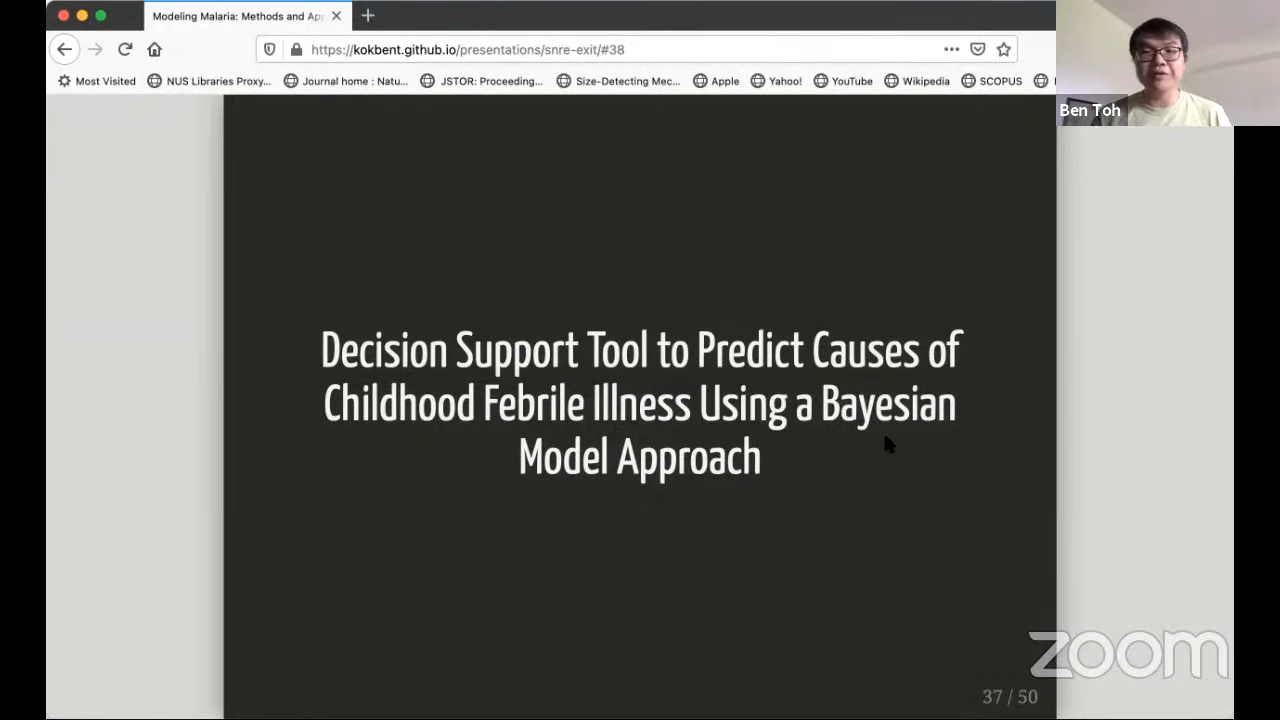 Modeling Malaria: Methods and Ap
https://kokbent.github.io/presentations/snre-exit/#38
Most Visited NUS Libraries Proxy... Journal home : Natu... JSTOR: Proceeding... Size-Detecting Mec... Apple Yahoo! YouTube Wikipedia SCOPUS
Ben Toh
Decision Support Tool to Predict Causes of
Childhood Febrile Illness Using a Bayesian
Model Approach
zoom
37 / 50